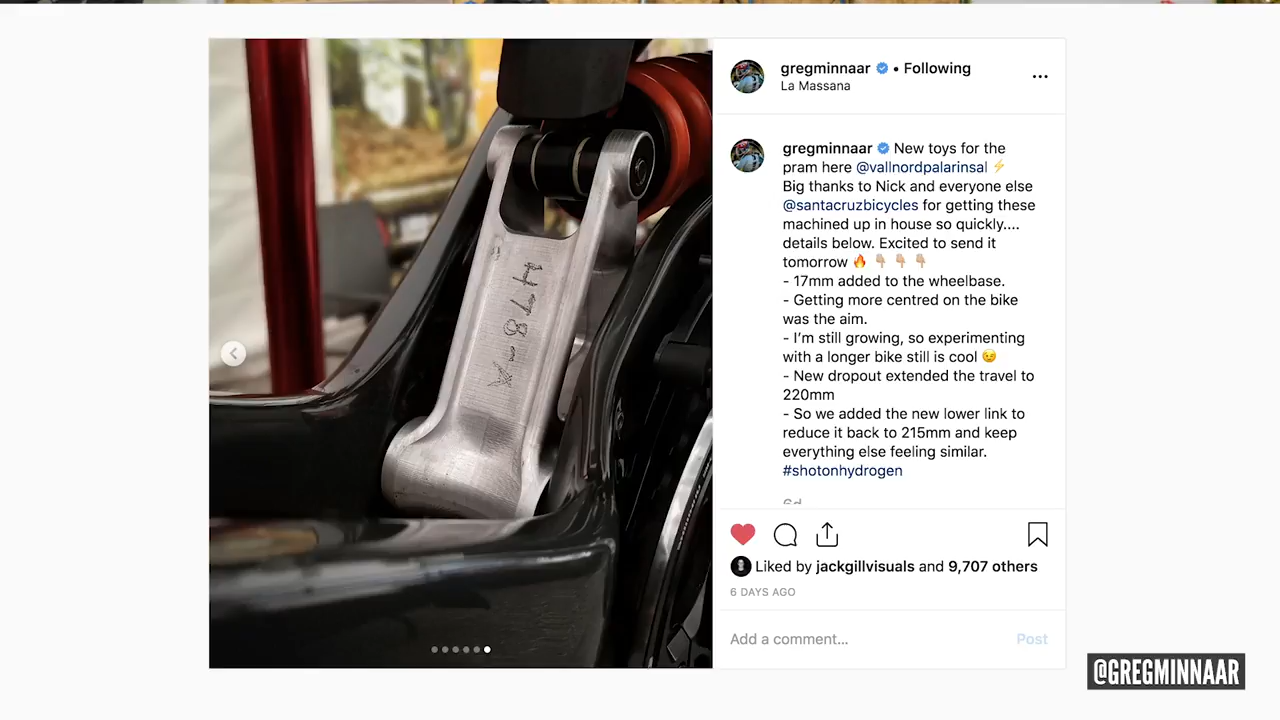 478-A
gregminnaar • Following
La Massana
gregminnaar New toys for the
pram here @vallnordpalarinsal ⚡
Big thanks to Nick and everyone else
@santacruzbicycles for getting these
machined up in house so quickly....
details below. Excited to send it
tomorrow 🔥 👇🏼 👇🏼 👇🏼
- 17mm added to the wheelbase.
- Getting more centred on the bike
was the aim.
- I’m still growing, so experimenting
with a longer bike still is cool 😉
- New dropout extended the travel to
220mm
- So we added the new lower link to
reduce it back to 215mm and keep
everything else feeling similar.
#shotonhydrogen
6d
Liked by jackgillvisuals and 9,707 others
6 DAYS AGO
Add a comment... Post
@GREGMINNAAR